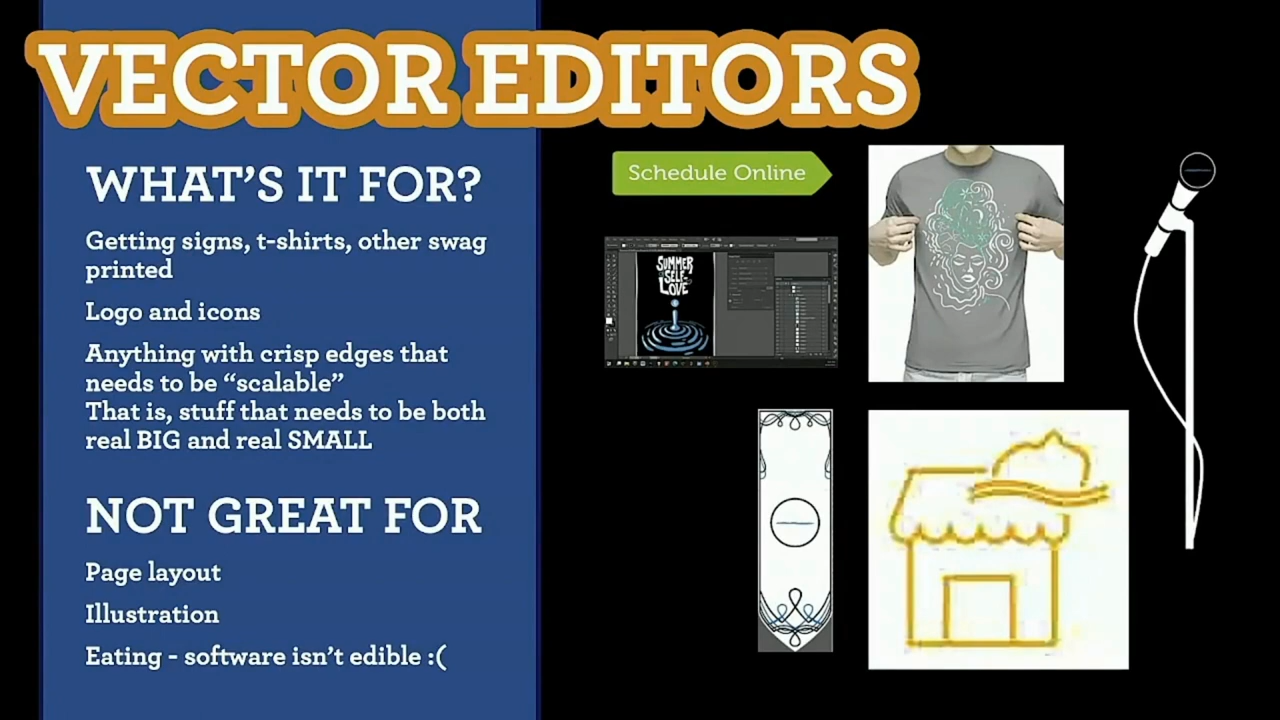 VECTOR EDITORS
WHAT'S IT FOR?
Getting signs, t-shirts, other swag
printed
Logo and icons
Anything with crisp edges that
needs to be “scalable”
That is, stuff that needs to be both
real BIG and real SMALL
NOT GREAT FOR
Page layout
Illustration
Eating - software isn't edible :(
Schedule Online
SUMMER
SELF-
LOVE